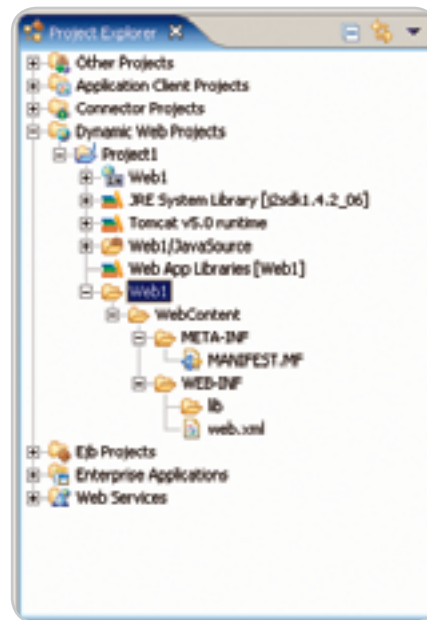 Project Explorer
Other Projects
Application Client Projects
Connector Projects
Dynamic Web Projects
Project1
Web1
JRE System Library [j2sdk1.4.2_06]
Tomcat v5.0 runtime
Web1/JavaSource
Web App Libraries [Web1]
Web1
WebContent
META-INF
MANIFEST.MF
WEB-INF
lib
web.xml
Ejb Projects
Enterprise Applications
Web Services